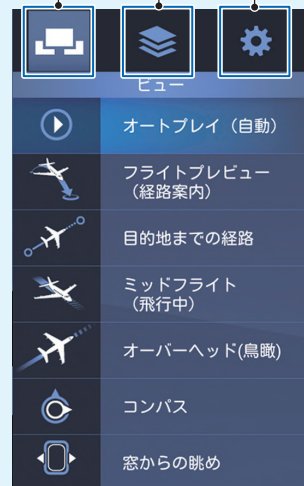 ビュー
オートプレイ（自動）
フライトプレビュー
（経路案内）
目的地までの経路
ミッドフライト
（飛行中）
オーバーヘッド(鳥瞰)
コンパス
窓からの眺め